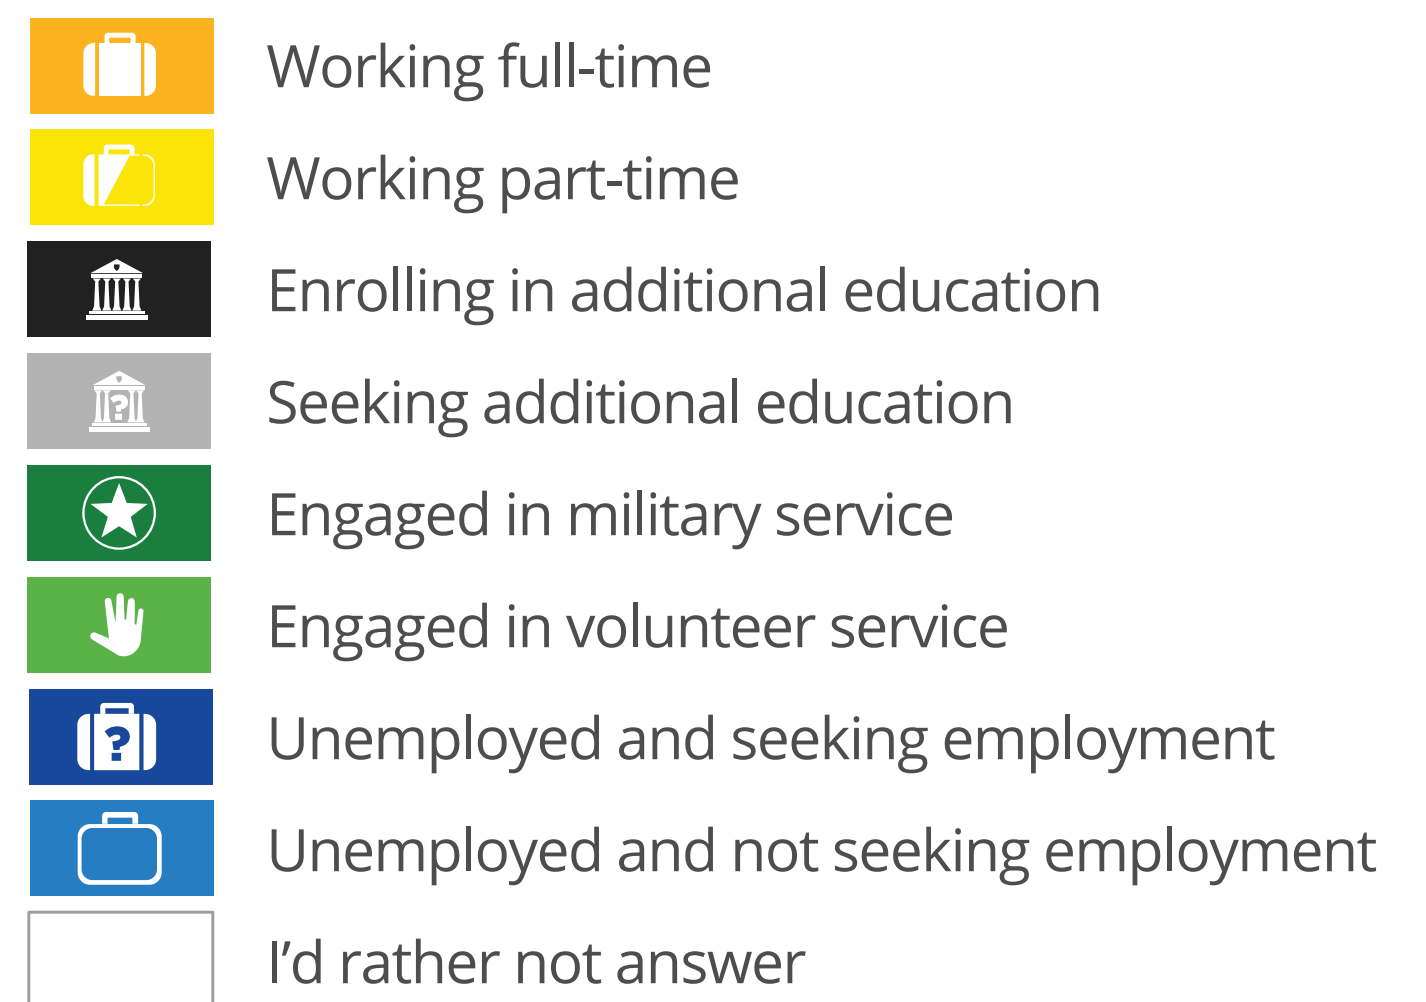 Working full-time
Working part-time
Enrolling in additional education
Seeking additional education
Engaged in military service
Engaged in volunteer service
?
Unemployed and seeking employment
Unemployed and not seeking employment
I’d rather not answer